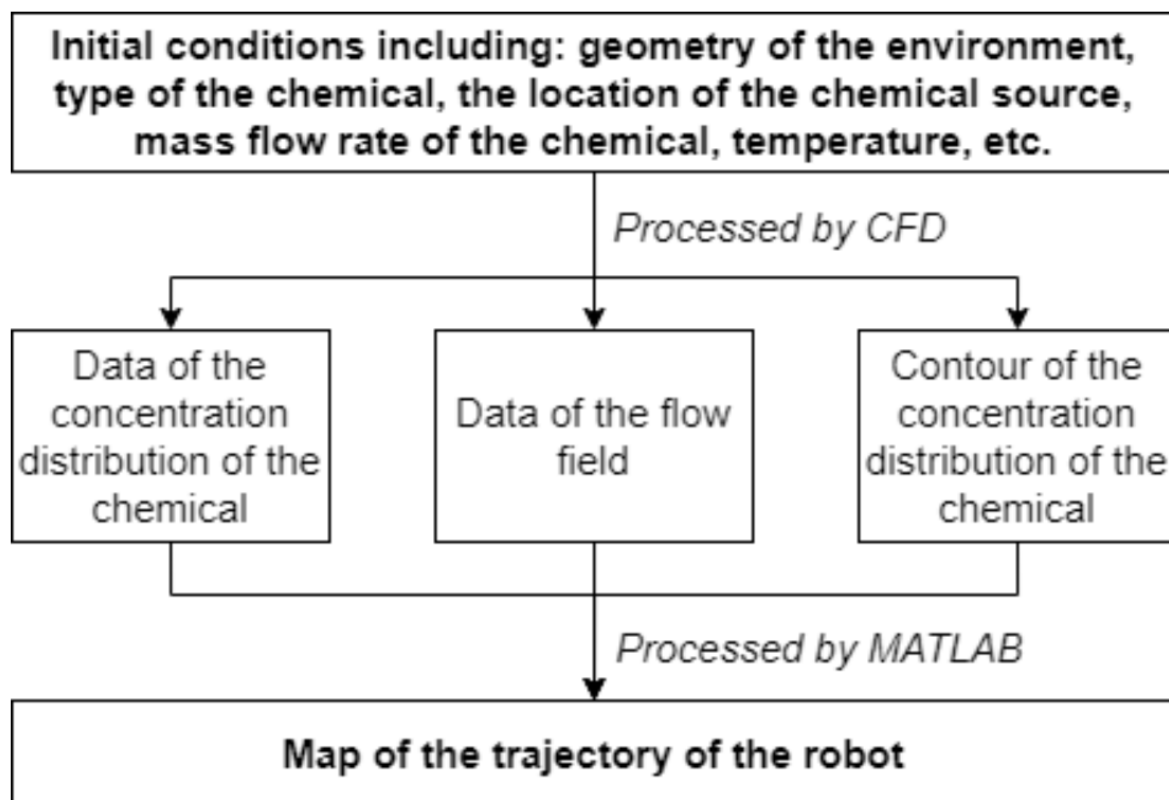 Initial conditions including: geometry of the environment,
type of the chemical, the location of the chemical source,
mass flow rate of the chemical, temperature, etc.
Processed by CFD
Data of the
concentration
distribution of the
chemical
Data of the flow
field
Contour of the
concentration
distribution of the
chemical
Processed by MATLAB
Map of the trajectory of the robot